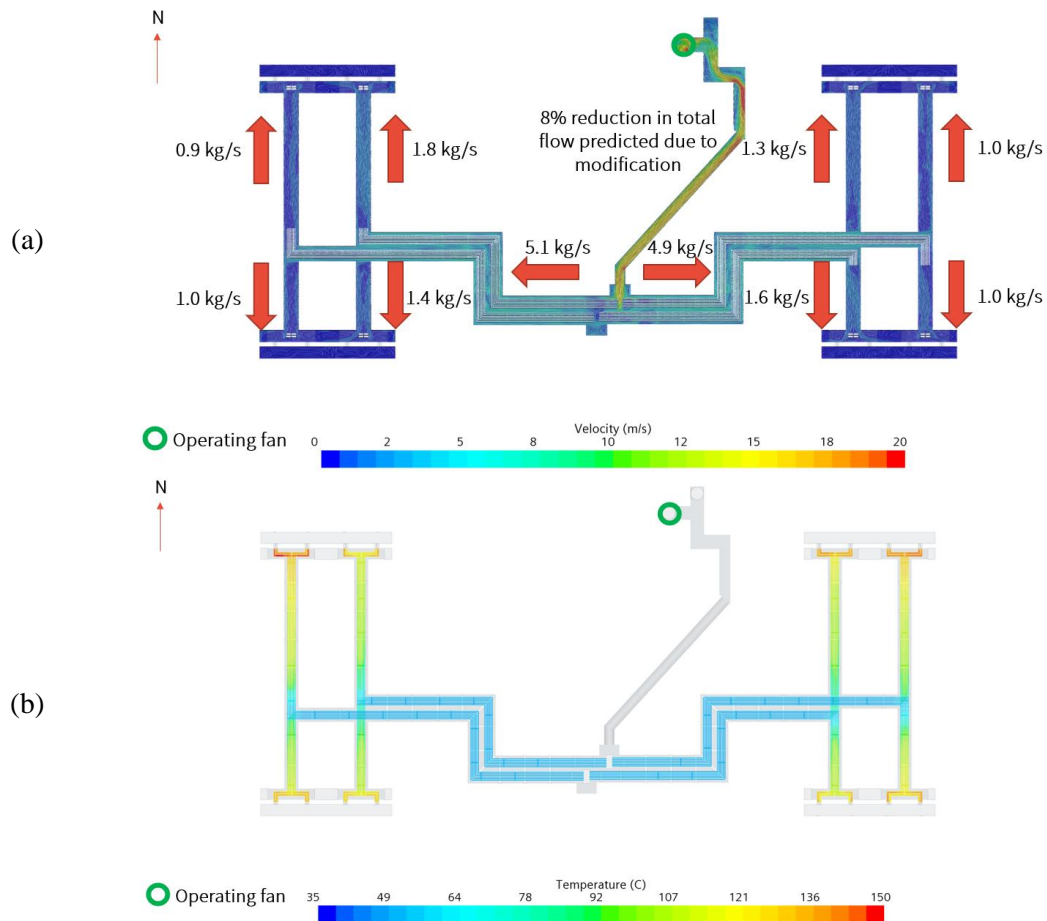 N
8% reduction in total
flow predicted due to
modification
0.9 kg/s
1.8 kg/s
1.3 kg/s
1.0 kg/s
(a)
5.1 kg/s
4.9 kg/s
1.0 kg/s
1.4 kg/s
1.6 kg/s
1.0 kg/s
Operating fan
Velocity (m/s)
0 2 5 8 10 12 15 18 20
N
(b)
Operating fan
Temperature (C)
35 49 64 78 92 107 121 136 150